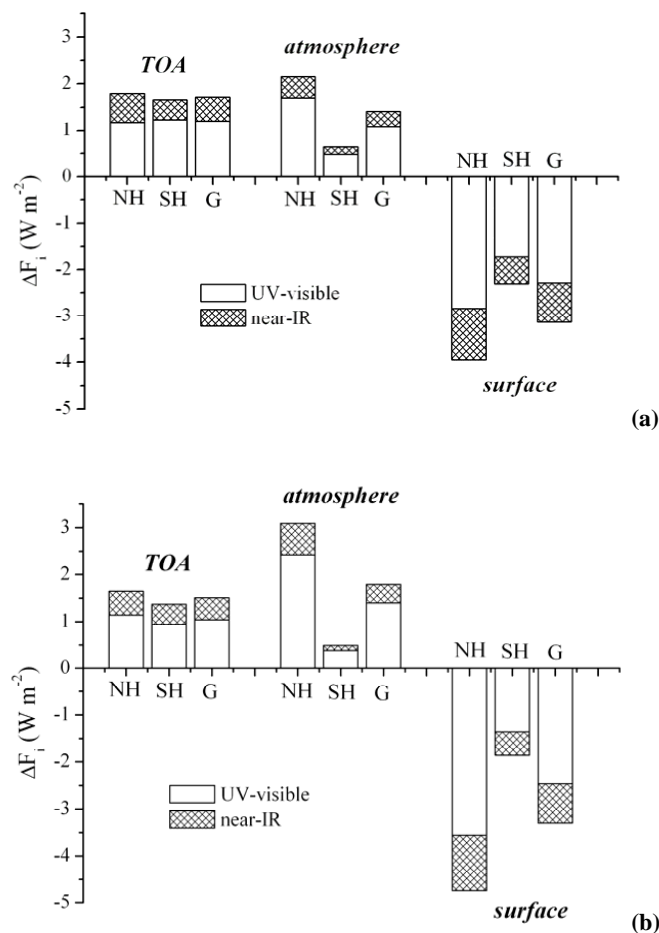 3
TOA
atmosphere
2
1
NH SH G
0
NH SH G
NH SH G
-1
-2
-3
-4
-5
ΔF_i (W m⁻²)
UV-visible
near-IR
surface
(a)
atmosphere
3
TOA
2
1
NH SH G
0
NH SH G
NH SH G
-1
-2
-3
-4
-5
ΔF_i (W m⁻²)
UV-visible
near-IR
surface
(b)